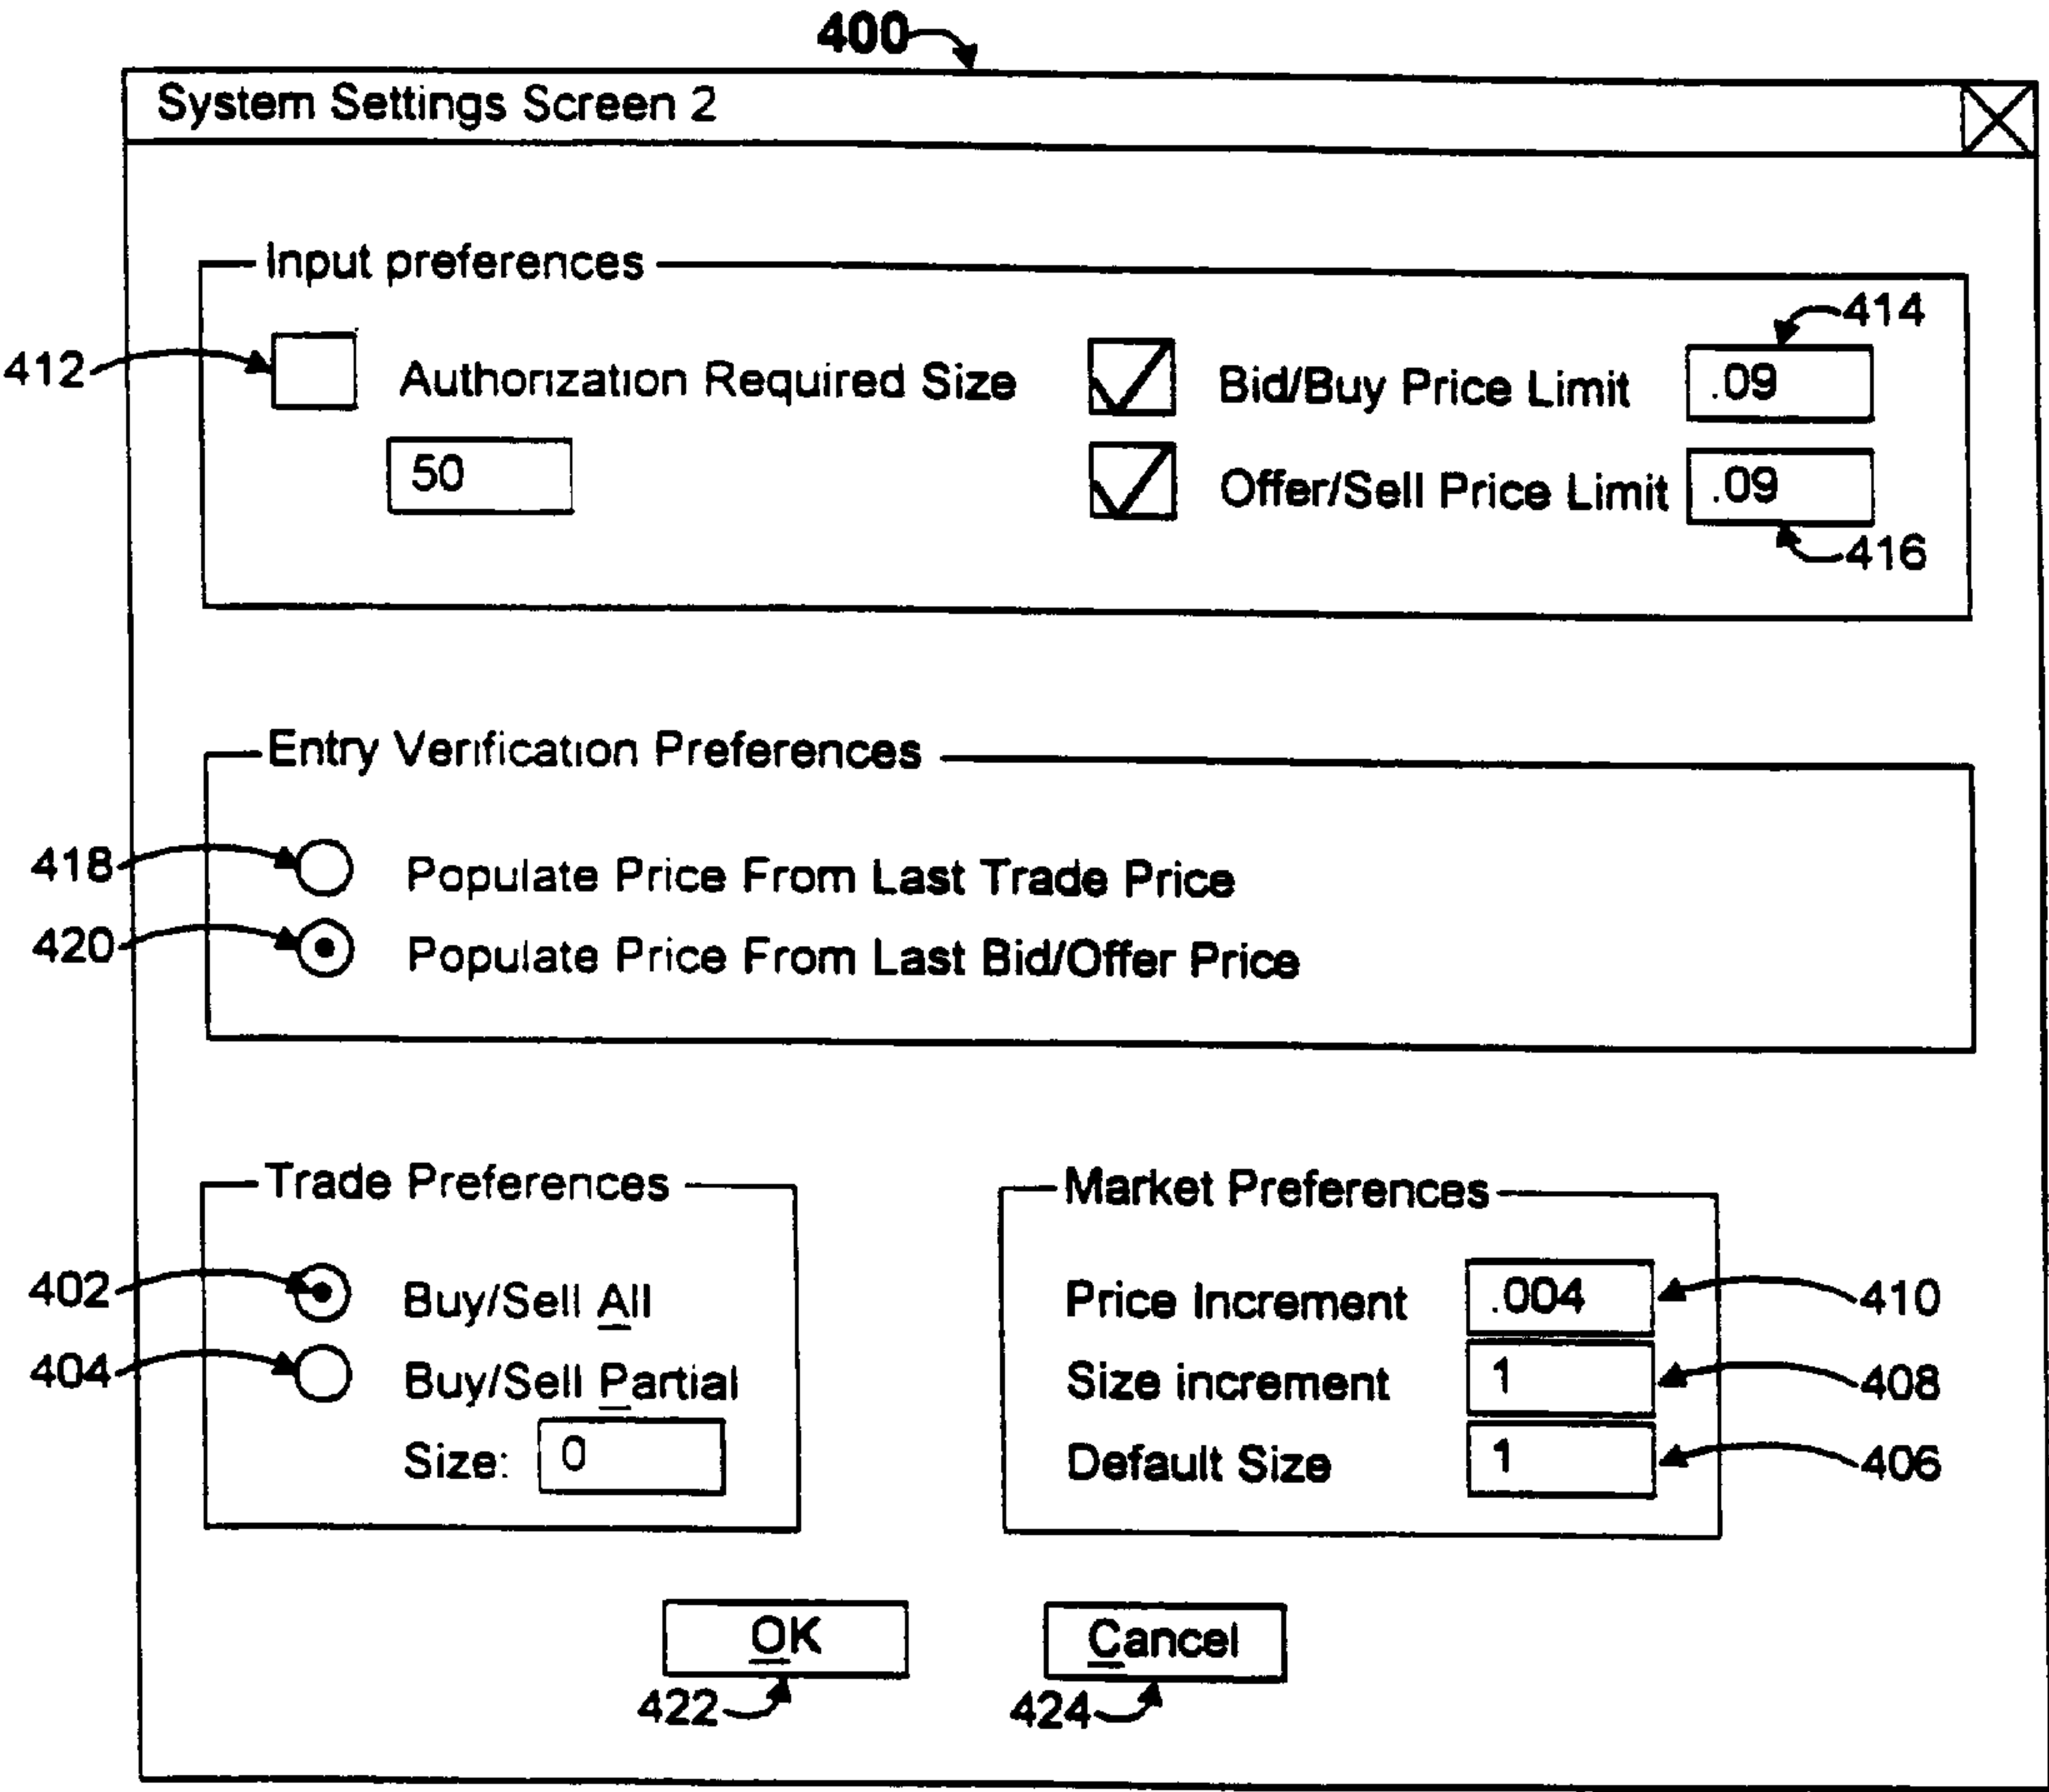 400
System Settings Screen 2
Input preferences
414
412
Authorization Required Size
Bid/Buy Price Limit
.09
50
Offer/Sell Price Limit
.09
416
Entry Verification Preferences
418
Populate Price From Last Trade Price
420
Populate Price From Last Bid/Offer Price
Trade Preferences
402
Buy/Sell All
404
Buy/Sell Partial
Size:
0
Market Preferences
Price Increment
.004
410
Size increment
1
408
Default Size
1
406
OK
Cancel
422
424